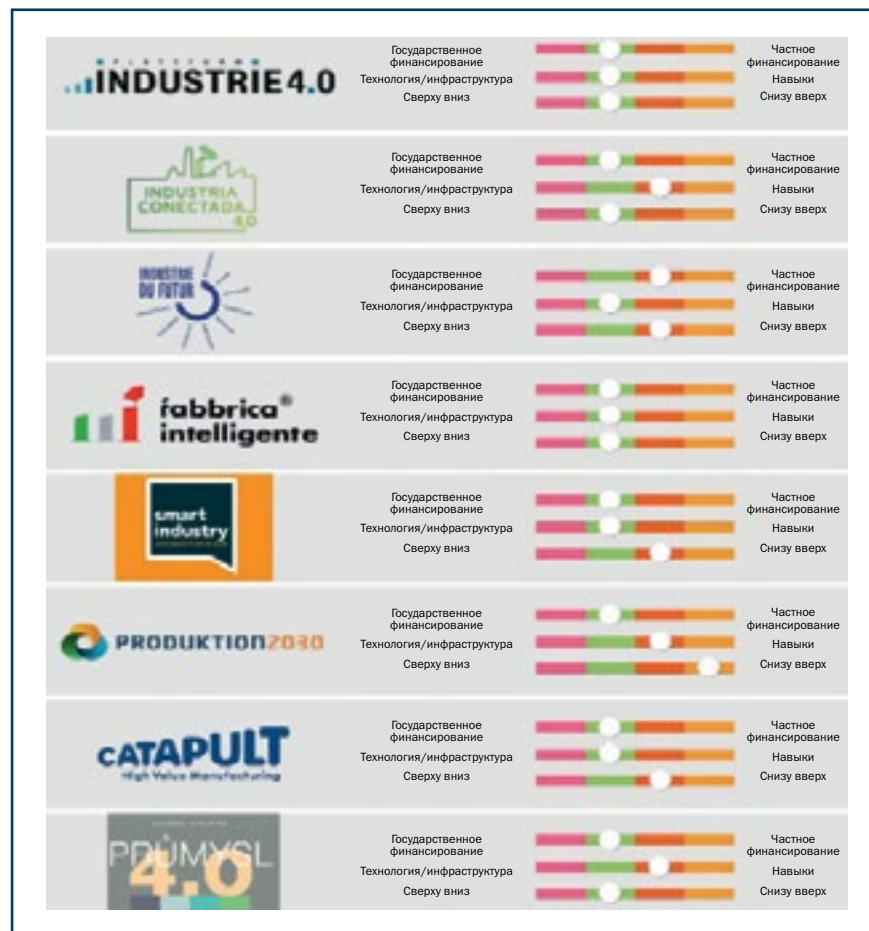 PLATTFORM
INDUSTRIE 4.0
Государственное
финансирование
Частное
финансирование
Технология/инфраструктура
Навыки
Сверху вниз
Снизу вверх
INDUSTRIA
CONECTADA
4.0
Государственное
финансирование
Частное
финансирование
Технология/инфраструктура
Навыки
Сверху вниз
Снизу вверх
INDUSTRIE
DU FUTUR
Государственное
финансирование
Частное
финансирование
Технология/инфраструктура
Навыки
Сверху вниз
Снизу вверх
fabbrica®
intelligente
Государственное
финансирование
Частное
финансирование
Технология/инфраструктура
Навыки
Сверху вниз
Снизу вверх
smart
industry
Государственное
финансирование
Частное
финансирование
Технология/инфраструктура
Навыки
Сверху вниз
Снизу вверх
PRODUKTION2030
Государственное
финансирование
Частное
финансирование
Технология/инфраструктура
Навыки
Сверху вниз
Снизу вверх
CATAPULT
High Value Manufacturing
Государственное
финансирование
Частное
финансирование
Технология/инфраструктура
Навыки
Сверху вниз
Снизу вверх
PRŮMYSL
4.0
Государственное
финансирование
Частное
финансирование
Технология/инфраструктура
Навыки
Сверху вниз
Снизу вверх